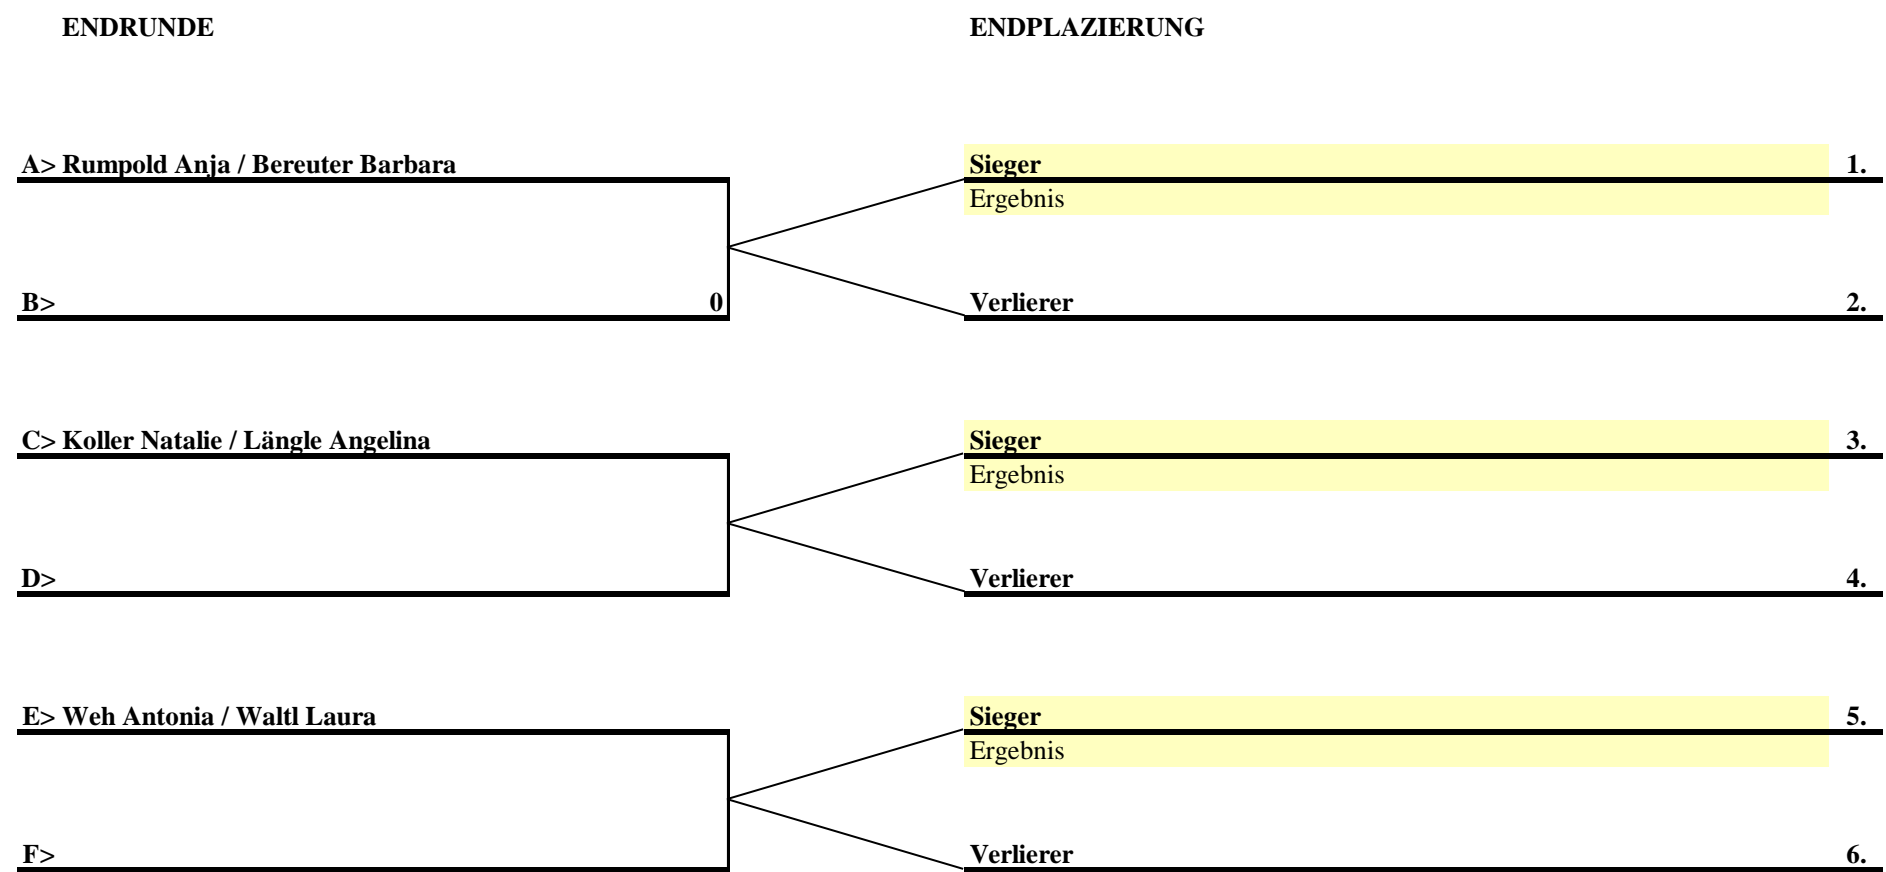 ENDRUNDE ENDPLAZIERUNG
A> Rumpold Anja / Bereuter Barbara Sieger 1.
Ergebnis
B> 0 Verlierer 2.
C> Koller Natalie / Längle Angelina Sieger 3.
Ergebnis
D> Verlierer 4.
E> Weh Antonia / Waltl Laura Sieger 5.
Ergebnis
F> Verlierer 6.